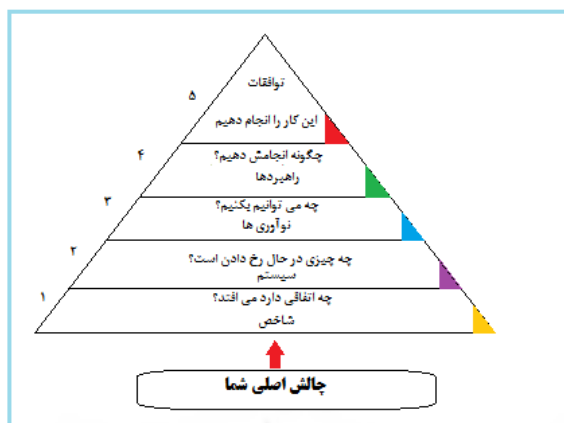 توافقات
۵
این کار را انجام دهیم
۴
چگونه انجامش دهیم؟
راهبردها
۳
چه می توانیم بکنیم؟
نوآوری ها
۲
چه چیزی در حال رخ دادن است؟
سیستم
۱
چه اتفاقی دارد می افتد؟
شاخص
چالش اصلی شما